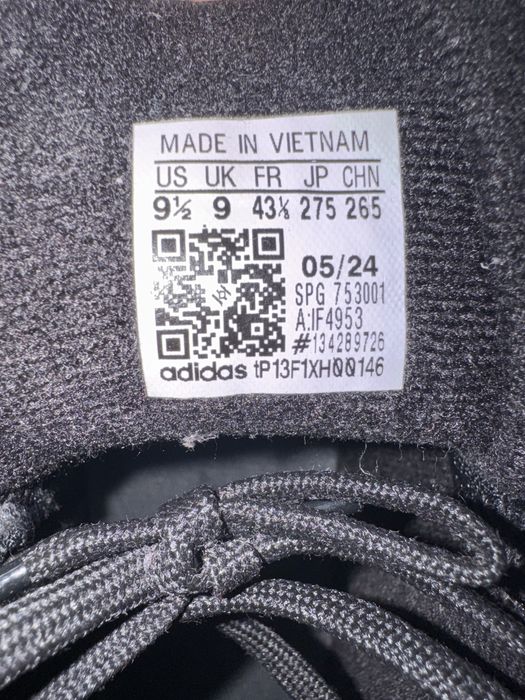 MADE IN VIETNAM
US UK FR JP CHN
9½ 9 43⅓ 275 265
05/24
SPG 753001
A:IF4953
#134289726
adidas tP13F1XH00146